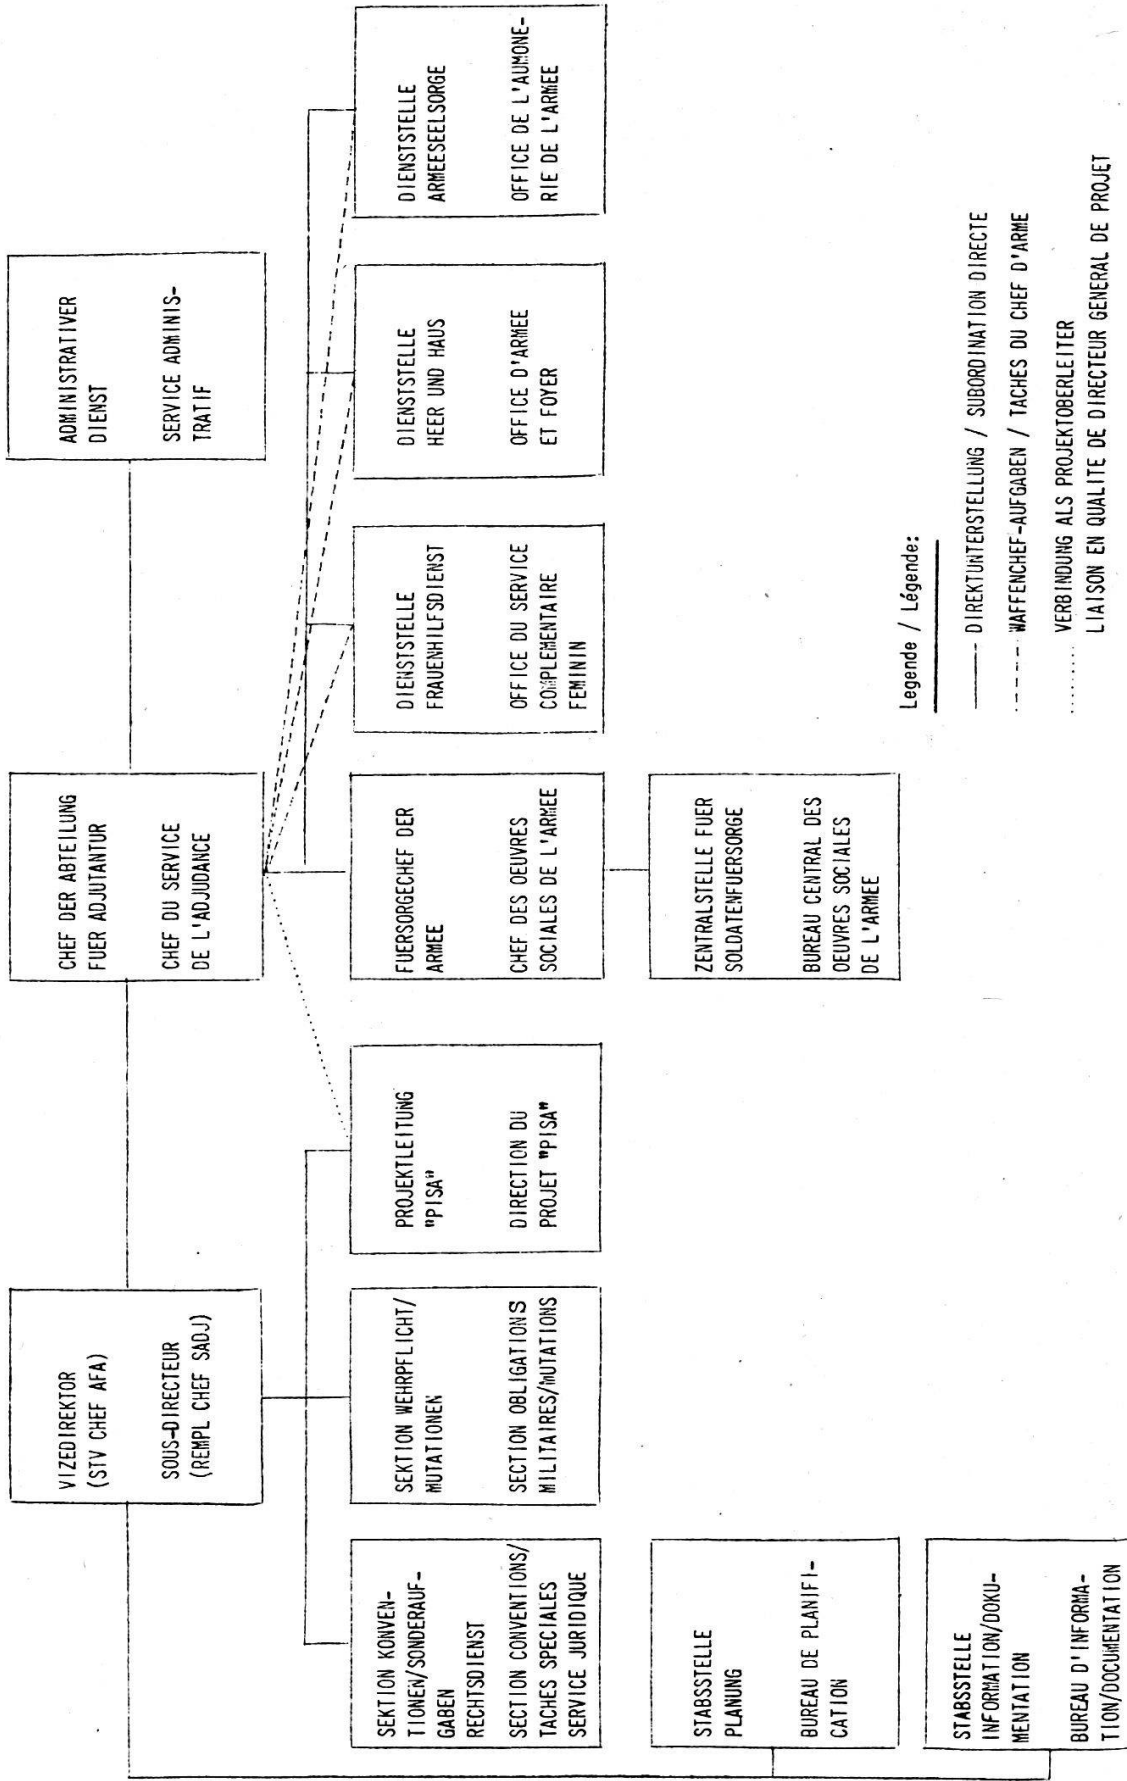 VIZEDIREKTOR
(STV CHEF AFA)
SOUS-DIRECTEUR
(REMPL CHEF SADJ)
CHEF DER ABTEILUNG
FUER ADJUTANTUR
CHEF DU SERVICE
DE L'ADJUDANCE
ADMINISTRATIVER
DIENST
SERVICE ADMINIS-
TRATIF
SEKTION KONVEN-
TIONEN/SONDERAUF-
GABEN
RECHTSDIENST
SECTION CONVENTIONS/
TACHES SPECIALES
SERVICE JURIDIQUE
SEKTION WEHRPFLICHT/
MUTATIONEN
SECTION OBLIGATIONS
MILITAIRES/MUTATIONS
PROJEKTLEITUNG
"PISA"
DIRECTION DU
PROJET "PISA"
FUERSORGECHEF DER
ARMEE
CHEF DES OEUVRES
SOCIALES DE L'ARMEE
DIENSTSTELLE
FRAUENHILFSDIENST
OFFICE DU SERVICE
COMPLEMENTAIRE
FEMININ
DIENSTSTELLE
HEER UND HAUS
OFFICE D'ARMEE
ET FOYER
DIENSTSTELLE
ARMEESEELSORGE
OFFICE DE L'AUMONE-
RIE DE L'ARMEE
STABSSTELLE
PLANUNG
BUREAU DE PLANIFI-
CATION
ZENTRALSTELLE FUER
SOLDATENFUERSORGE
BUREAU CENTRAL DES
OEUVRES SOCIALES
DE L'ARMEE
STABSSTELLE
INFORMATION/DOKU-
MENTATION
BUREAU D'INFORMA-
TION/DOCUMENTATION
Legende / Légende:
DIREKTUNTERSTELLUNG / SUBORDINATION DIRECTE
WAFFENCHEF-AUFGABEN / TACHES DU CHEF D'ARME
VERBINDUNG ALS PROJEKTOBERLEITER
LIAISON EN QUALITE DE DIRECTEUR GENERAL DE PROJET